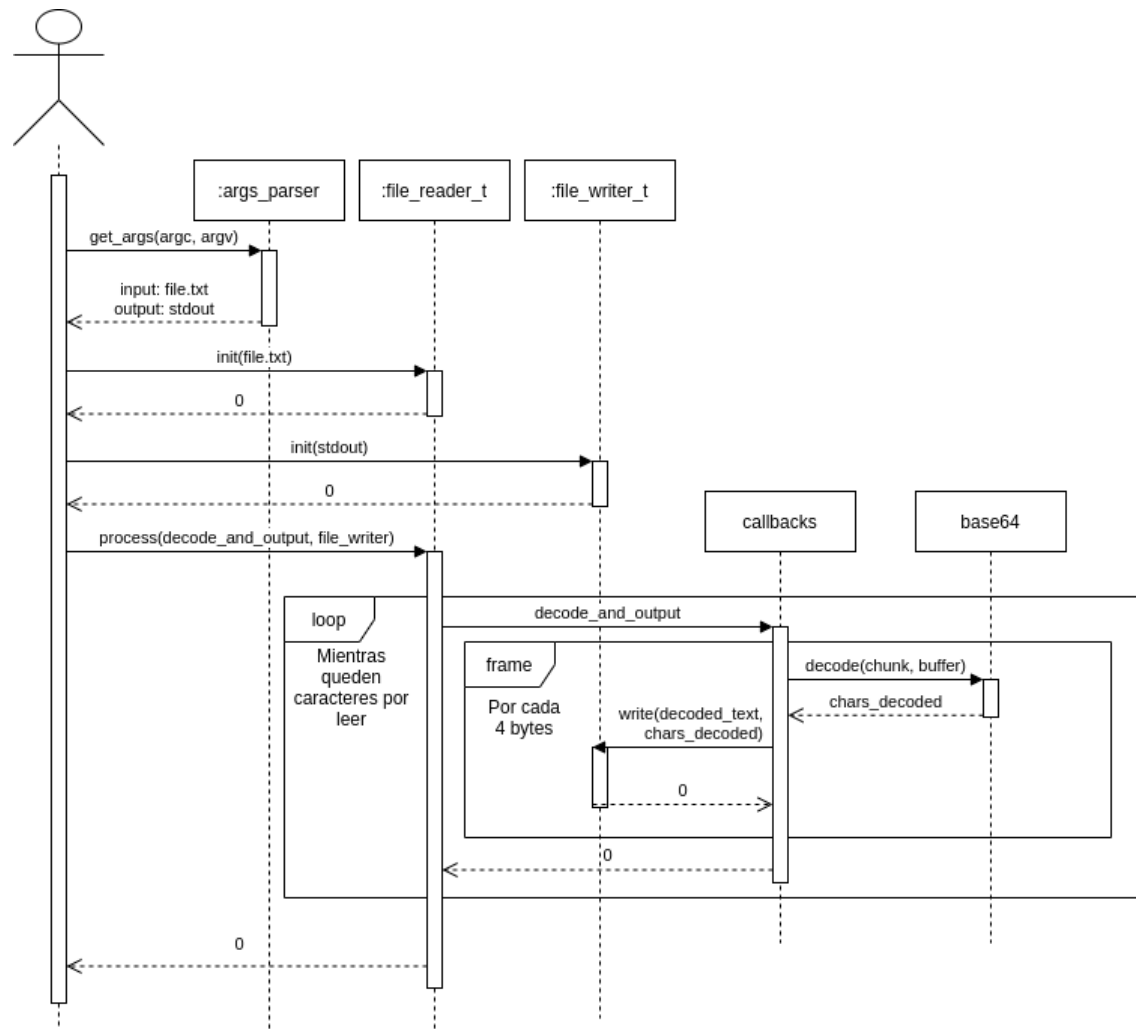 :args_parser
:file_reader_t
:file_writer_t
get_args(argc, argv)
input: file.txt
output: stdout
init(file.txt)
0
init(stdout)
0
callbacks
base64
process(decode_and_output, file_writer)
loop
decode_and_output
Mientras
queden
caracteres por
leer
frame
decode(chunk, buffer)
chars_decoded
Por cada
4 bytes
write(decoded_text,
chars_decoded)
0
0
0